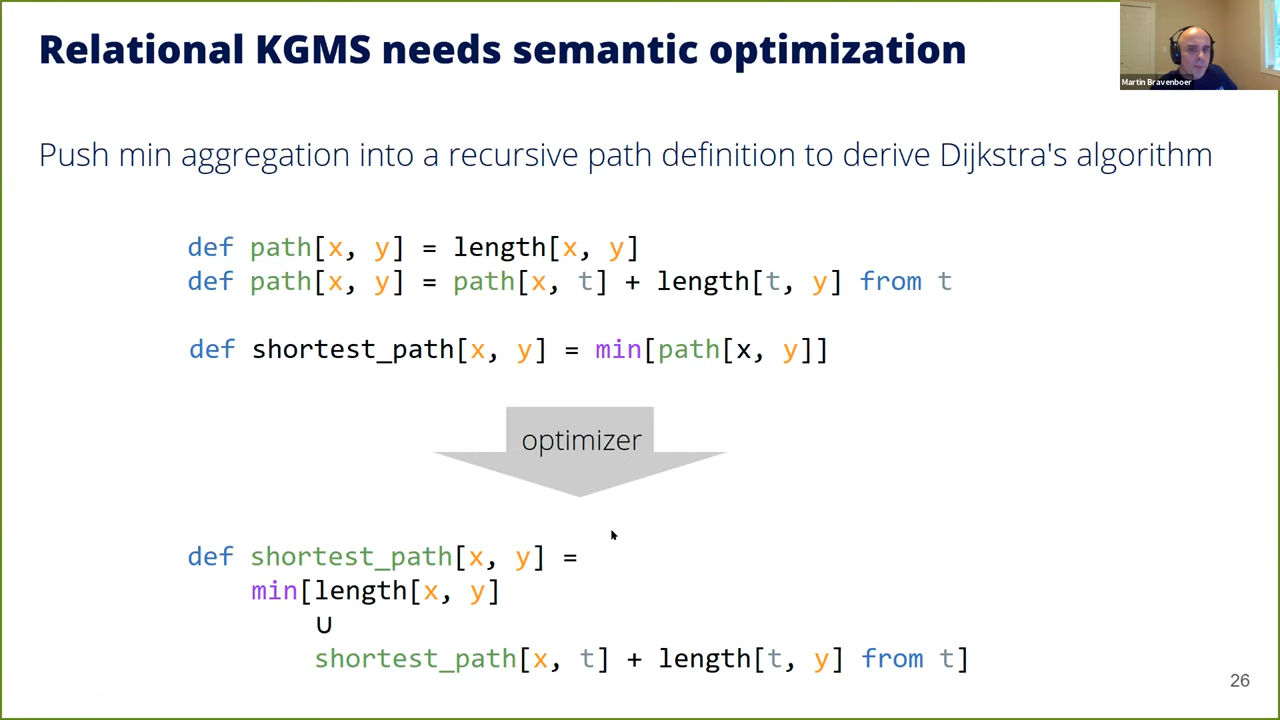 Relational KGMS needs semantic optimization
Martin Bravenboer
Push min aggregation into a recursive path definition to derive Dijkstra's algorithm
def path[x, y] = length[x, y]
def path[x, y] = path[x, t] + length[t, y] from t
def shortest_path[x, y] = min[path[x, y]]
optimizer
def shortest_path[x, y] =
min[length[x, y]
∪
shortest_path[x, t] + length[t, y] from t]
26